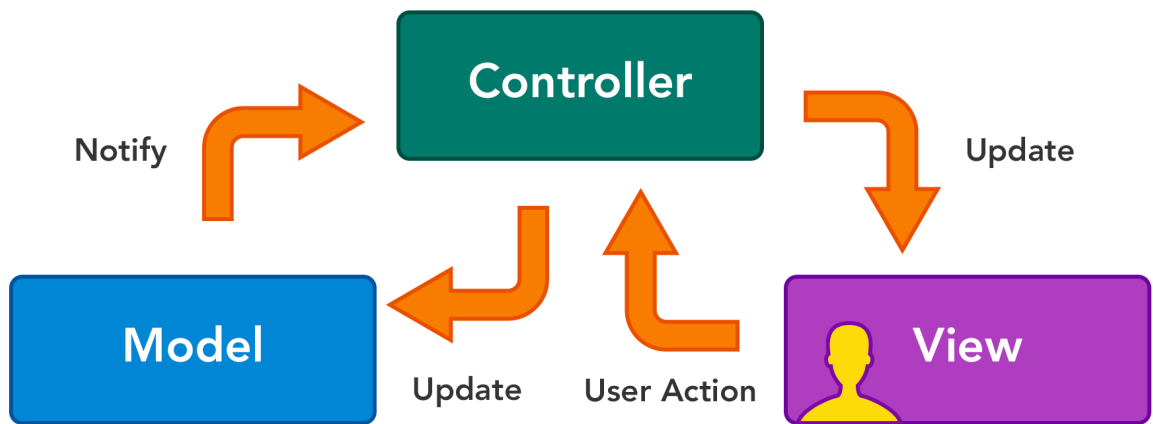 Controller
Notify
Update
Model
View
Update
User Action